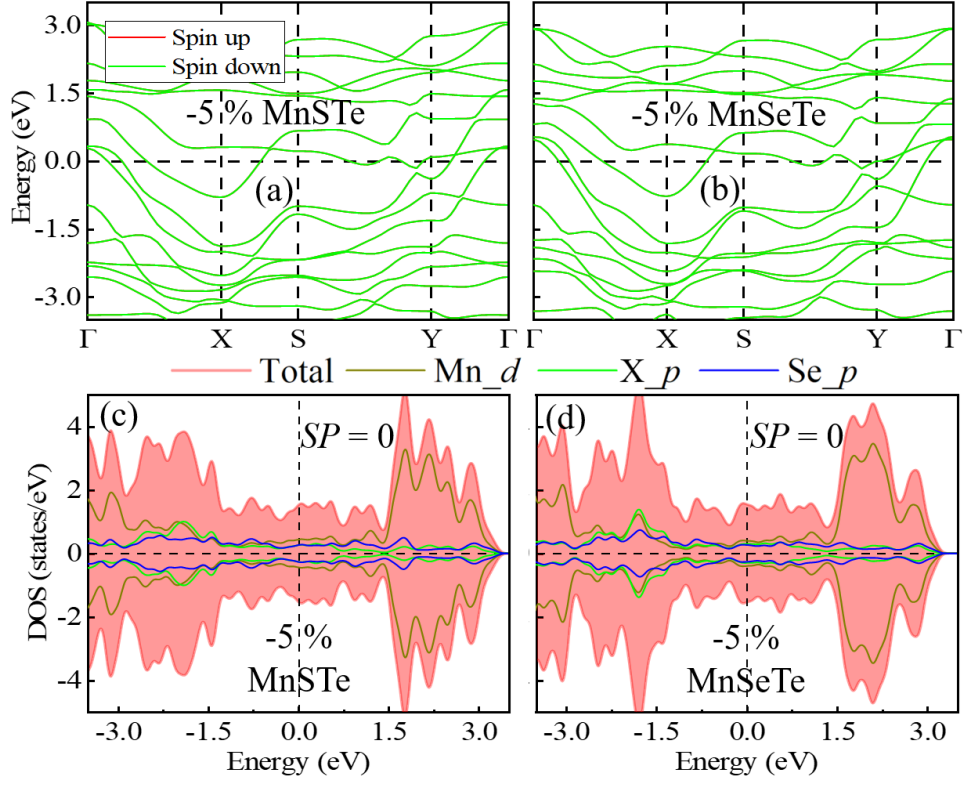 3.0
1.5
0.0
-1.5
-3.0
Energy (eV)
Spin up
Spin down
-5 % MnSTe
(a)
Γ X S Y Γ
-5 % MnSeTe
(b)
Γ X S Y Γ
Total Mn_d X_p Se_p
4
2
0
-2
-4
DOS (states/eV)
(c)
SP = 0
-5 %
MnSTe
-3.0 -1.5 0.0 1.5 3.0
Energy (eV)
(d)
SP = 0
-5 %
MnSeTe
-3.0 -1.5 0.0 1.5 3.0
Energy (eV)